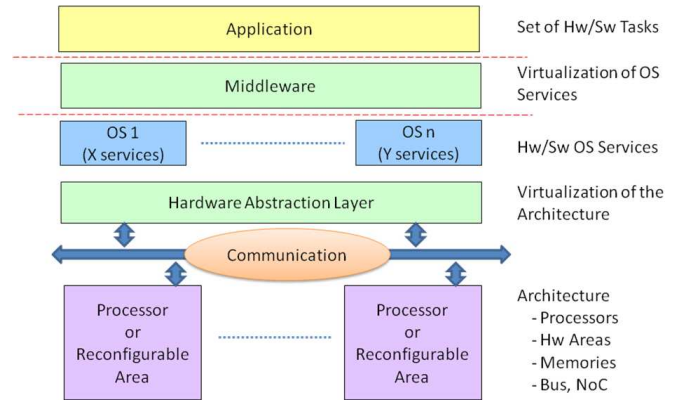 Application
Set of Hw/Sw Tasks
Middleware
Virtualization of OS
Services
OS 1
(X services)
OS n
(Y services)
Hw/Sw OS Services
Hardware Abstraction Layer
Virtualization of the
Architecture
Communication
Processor
or
Reconfigurable
Area
Processor
or
Reconfigurable
Area
Architecture
- Processors
- Hw Areas
- Memories
- Bus, NoC